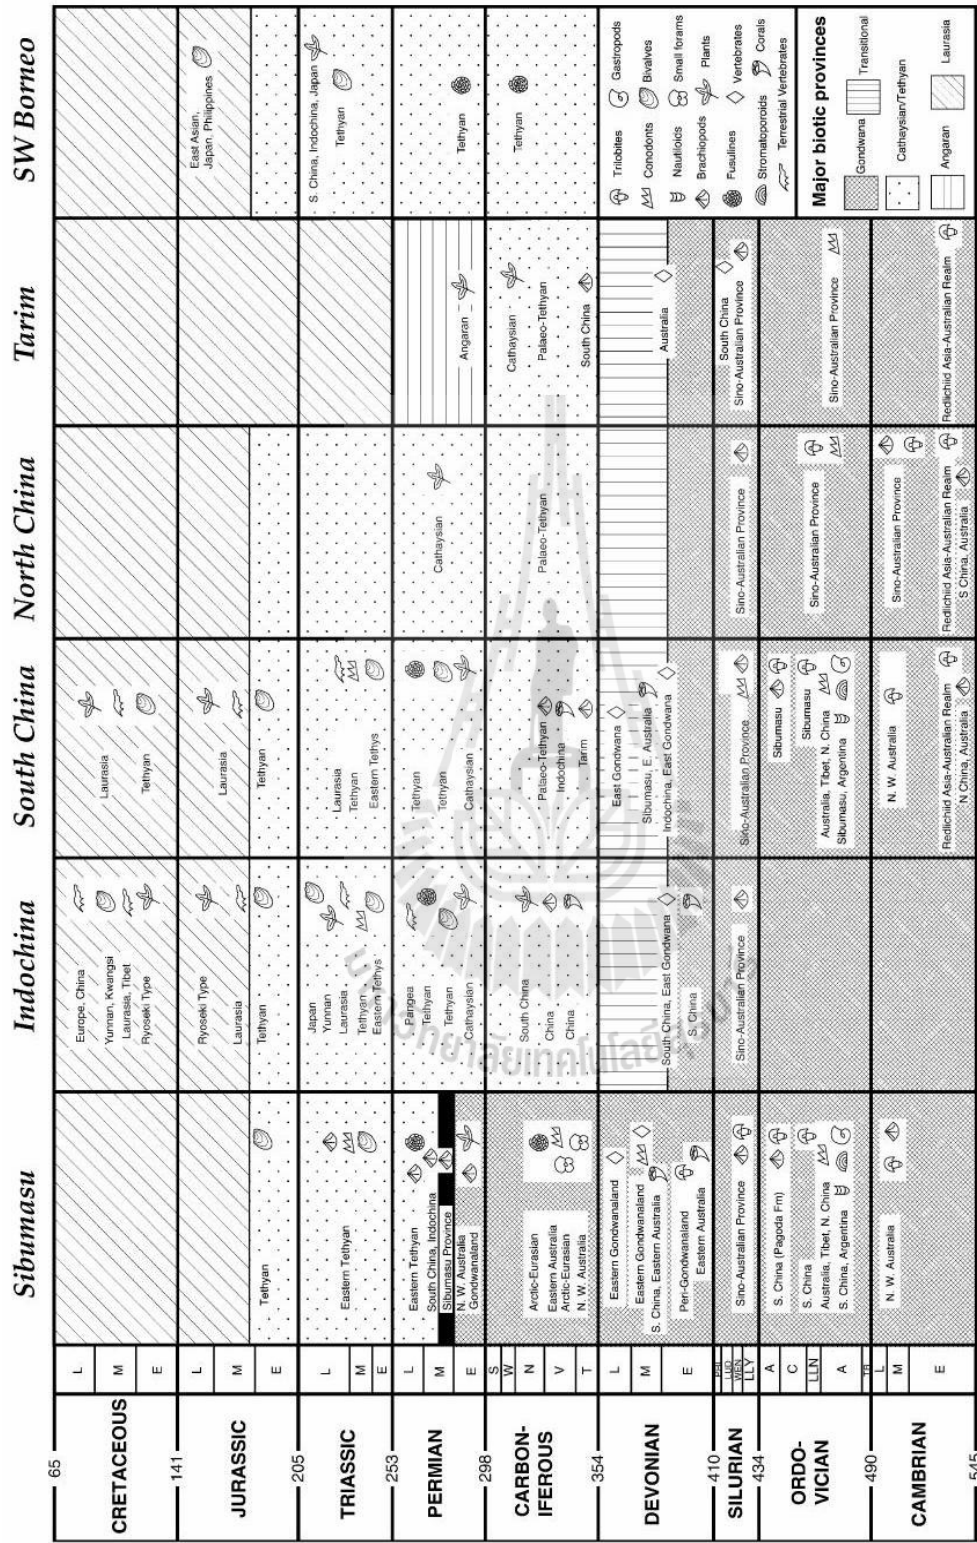 Sibumasu Indochina South China North China Tarim SW Borneo
65
CRETACEOUS
L
M
E
Europe, China
Yunnan, Kwangsi
Laurasia, Tibet
Ryoseki Type
Laurasia
Tethyan
141
JURASSIC
L
M
E
Tethyan
Ryoseki Type
Laurasia
Tethyan
Laurasia
Tethyan
East Asian,
Japan, Philippines
205
TRIASSIC
L
M
E
Eastern Tethyan
Japan
Yunnan
Laurasia
Tethyan
Eastern Tethys
Laurasia
Tethyan
Eastern Tethys
S. China, Indochina, Japan
Tethyan
253
PERMIAN
L
M
E
Eastern Tethyan
South China, Indochina
Sibumasu Province
N. W. Australia
Gondwanaland
Pangea
Tethyan
Tethyan
Cathaysian
Tethyan
Tethyan
Cathaysian
Cathaysian
Angaran
Tethyan
298
CARBON-
IFEROUS
S
W
N
V
T
Arctic-Eurasian
Eastern Australia
Arctic-Eurasian
N. W. Australia
South China
China
China
Palaeo-Tethyan
Indochina
Tarim
Palaeo-Tethyan
Cathaysian
Palaeo-Tethyan
South China
Tethyan
354
DEVONIAN
L
M
E
Eastern Gondwanaland
Eastern Gondwanaland
S. China, Eastern Australia
Peri-Gondwanaland
Eastern Australia
South China, East Gondwana
S. China
East Gondwana
Sibumasu, E. Australia
Indochina, East Gondwana
Australia
410
SILURIAN
PRI
LUD
WEN
LLY
Sino-Australian Province
Sino-Australian Province
Sino-Australian Province
Sino-Australian Province
South China
Sino-Australian Province
434
ORDO-
VICIAN
A
C
LLN
A
TR
S. China (Pagoda Fm)
S. China
Australia, Tibet, N. China
S. China, Argentina
Sibumasu
Sibumasu
Australia, Tibet, N. China
Sibumasu, Argentina
Sino-Australian Province
Sino-Australian Province
490
CAMBRIAN
L
M
E
N. W. Australia
N. W. Australia
Redlichiid Asia-Australian Realm
N China, Australia
Sino-Australian Province
Redlichiid Asia-Australian Realm
S China, Australia
Redlichiid Asia-Australian Realm
545
Trilobites
Gastropods
Conodonts
Bivalves
Nautiloids
Small forams
Brachiopods
Plants
Fusulines
Vertebrates
Stromatoporoids
Corals
Terrestrial Vertebrates
Major biotic provinces
Gondwana
Transitional
Cathaysian/Tethyan
Angaran
Laurasia